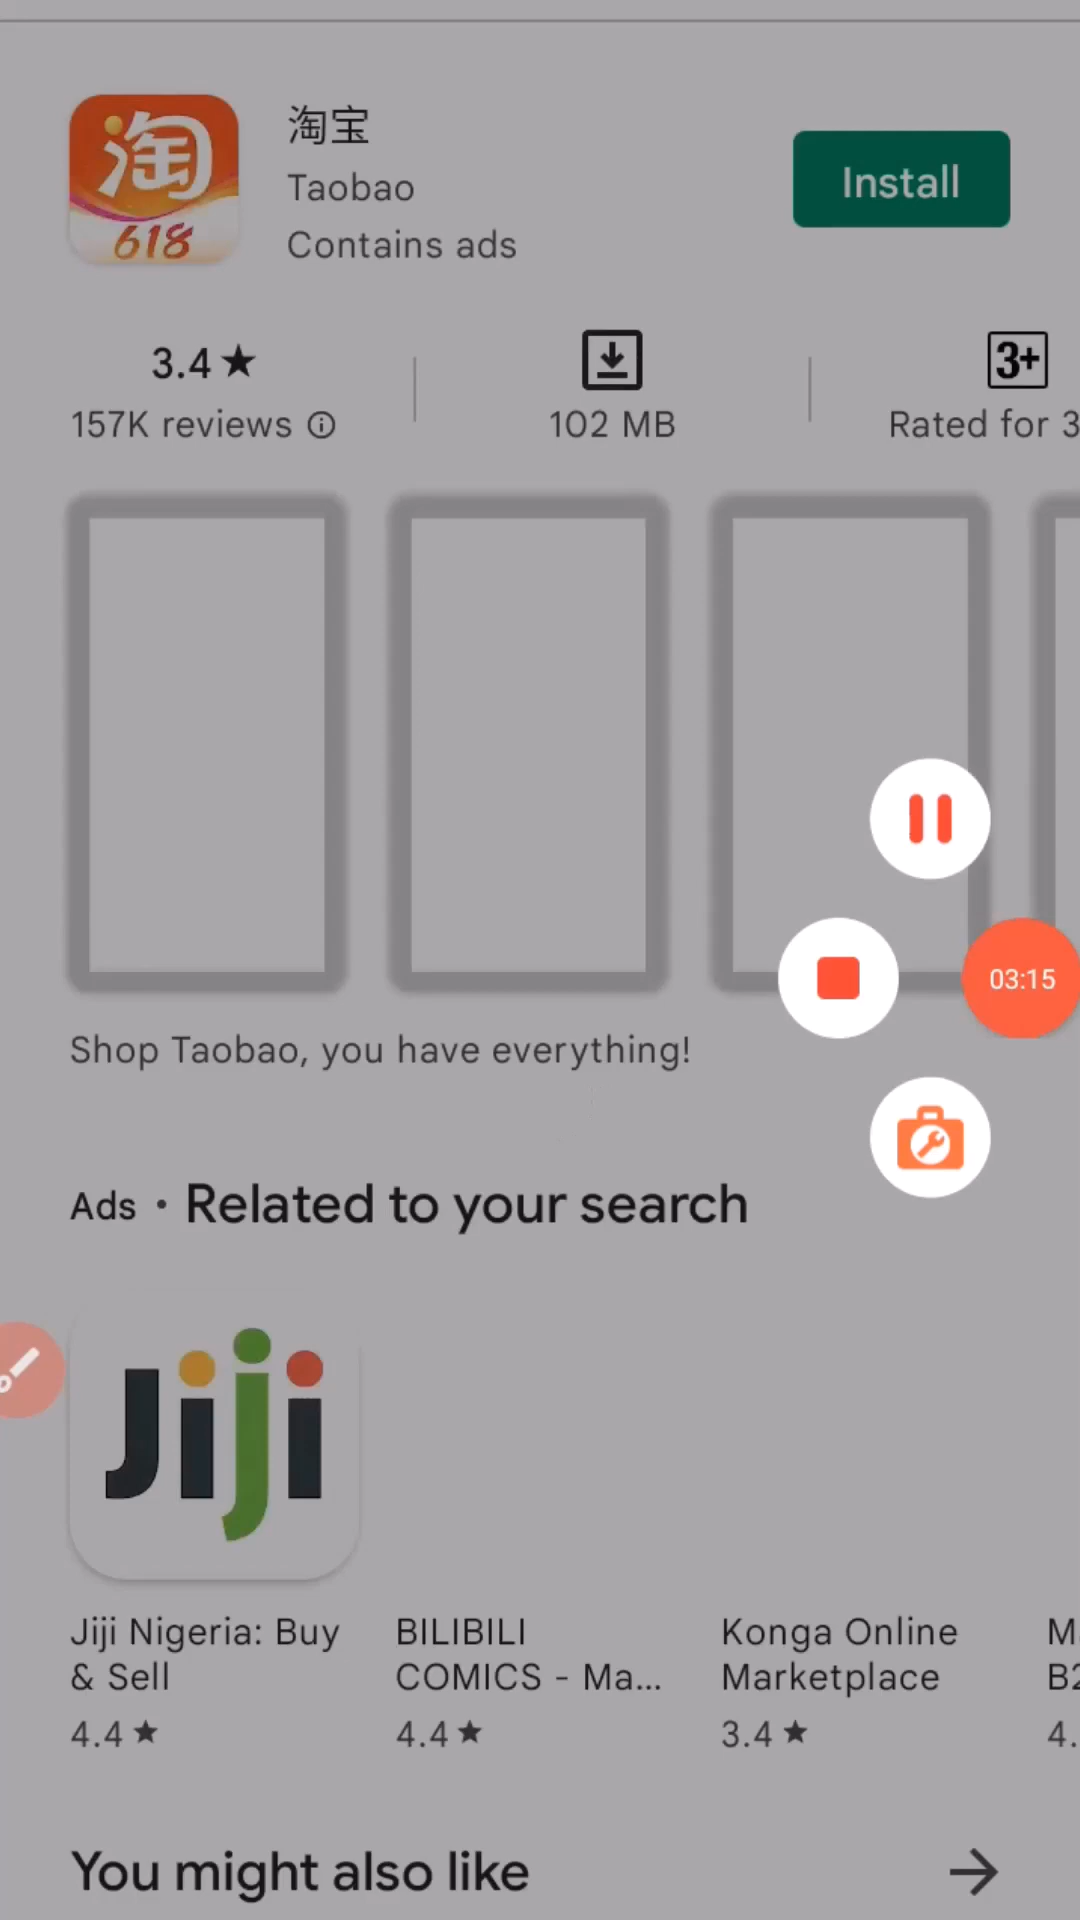 淘
618
淘宝
Taobao
Contains ads
Install
3.4 ★
157K reviews
102 MB
3+
Rated for 3
03:15
Shop Taobao, you have everything!
Ads · Related to your search
Jiji
Jiji Nigeria: Buy & Sell
4.4 ★
BILIBILI COMICS - Ma...
4.4 ★
Konga Online Marketplace
3.4 ★
4.
You might also like